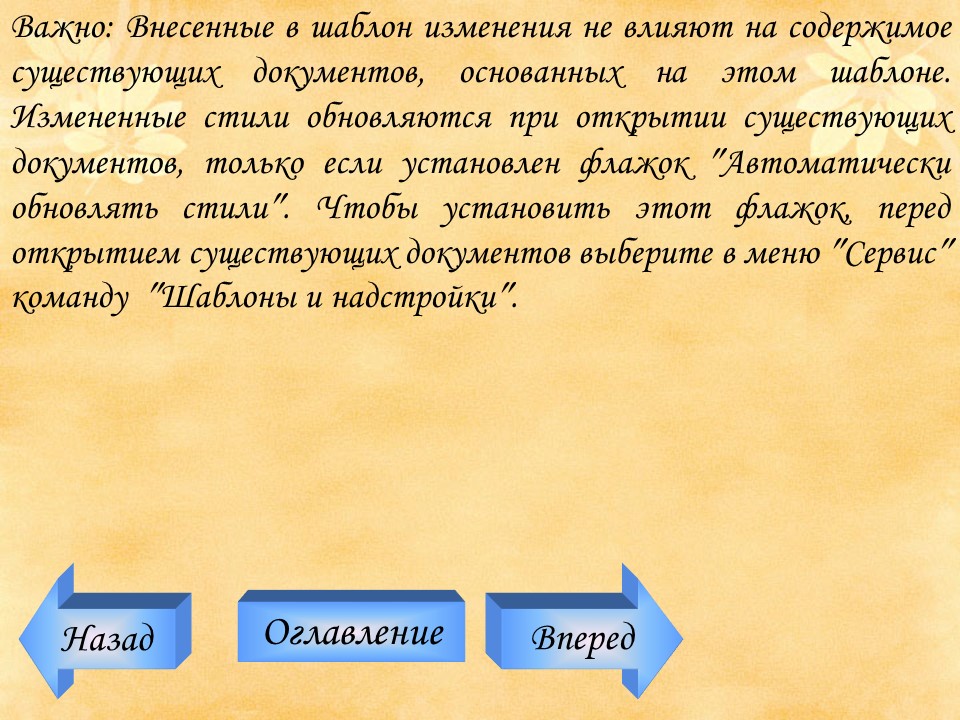 Важно: Внесенные в шаблон изменения не влияют на содержимое
существующих документов, основанных на этом шаблоне.
Измененные стили обновляются при открытии существующих
документов, только если установлен флажок "Автоматически
обновлять стили". Чтобы установить этот флажок, перед
открытием существующих документов выберите в меню "Сервис"
команду "Шаблоны и надстройки".
Назад
Оглавление
Вперед